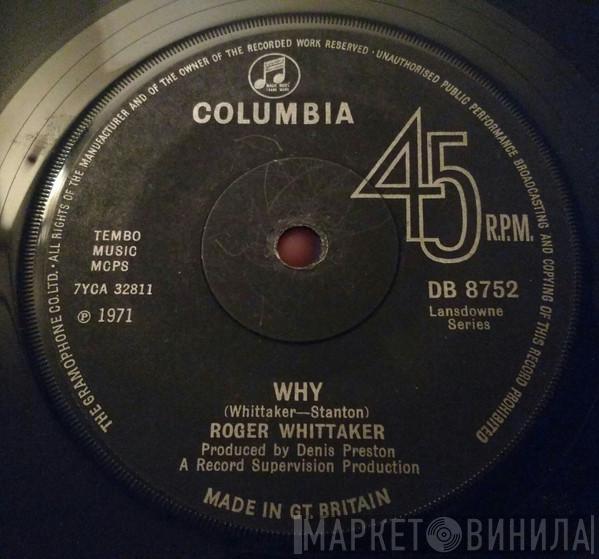 THE GRAMOPHONE CO. LTD. • ALL RIGHTS OF THE MANUFACTURER AND OF THE OWNER OF THE RECORDED WORK RESERVED • UNAUTHORISED PUBLIC PERFORMANCE BROADCASTING AND COPYING OF THIS RECORD PROHIBITED
COLUMBIA
45
R.P.M.
TEMBO
MUSIC
MCPS
7YCA 32811
℗ 1971
DB 8752
Lansdowne
Series
WHY
(Whittaker—Stanton)
ROGER WHITTAKER
Produced by Denis Preston
A Record Supervision Production
MADE IN GT. BRITAIN
МАРКЕТ ВИНИЛА